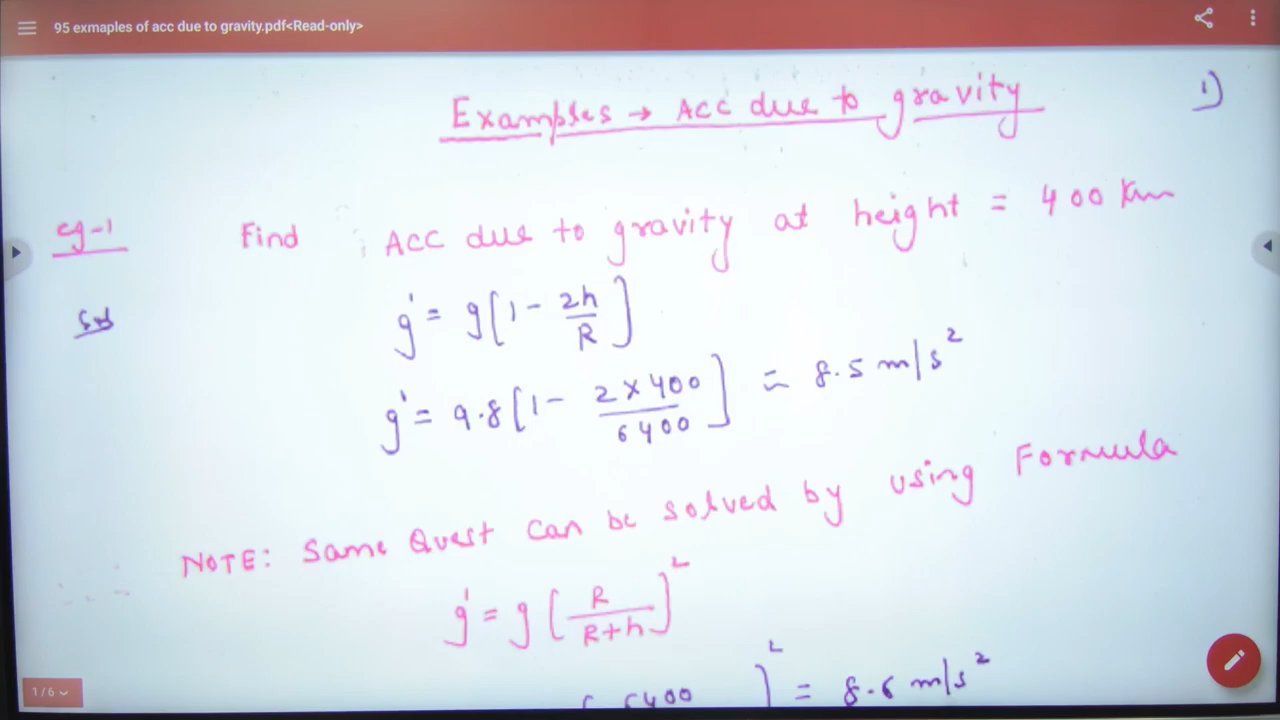 95 exmaples of acc due to gravity.pdf<Read-only>
Examples → Acc due to gravity
1)
eg-1 Find Acc due to gravity at height = 400 Km
Sol
g' = g[1 - 2h/R]
g' = 9.8[1 - 2×400/6400] ≈ 8.5 m/s²
NOTE: Same Quest can be solved by using Formula
g' = g[R/R+h]²
6400]² = 8.6 m/s²
1/6